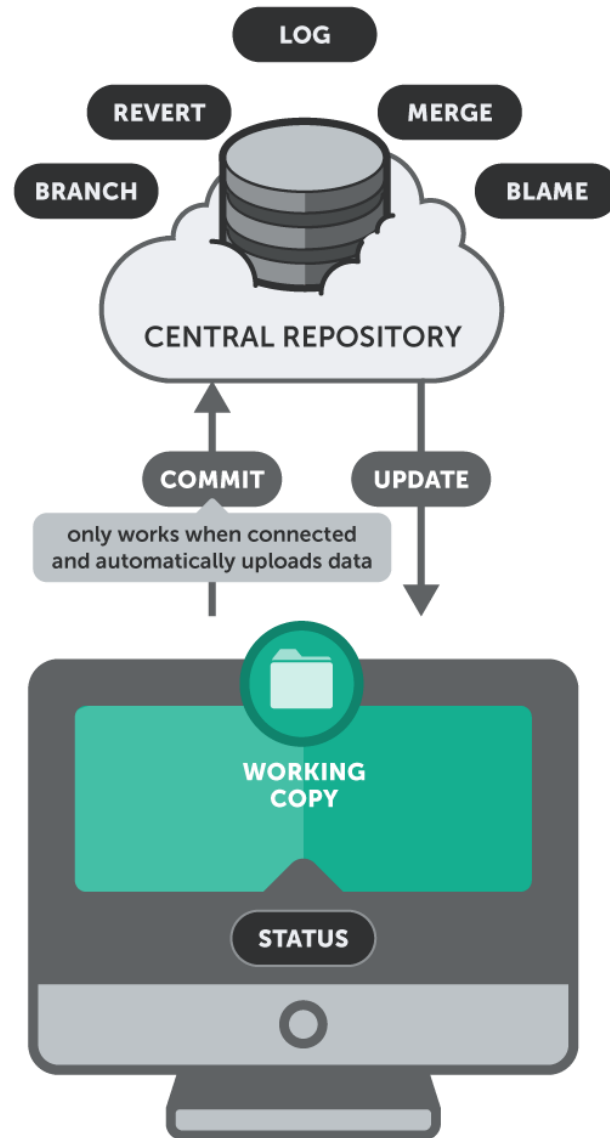 LOG
REVERT
MERGE
BRANCH
BLAME
CENTRAL REPOSITORY
COMMIT
UPDATE
only works when connected
and automatically uploads data
WORKING
COPY
STATUS